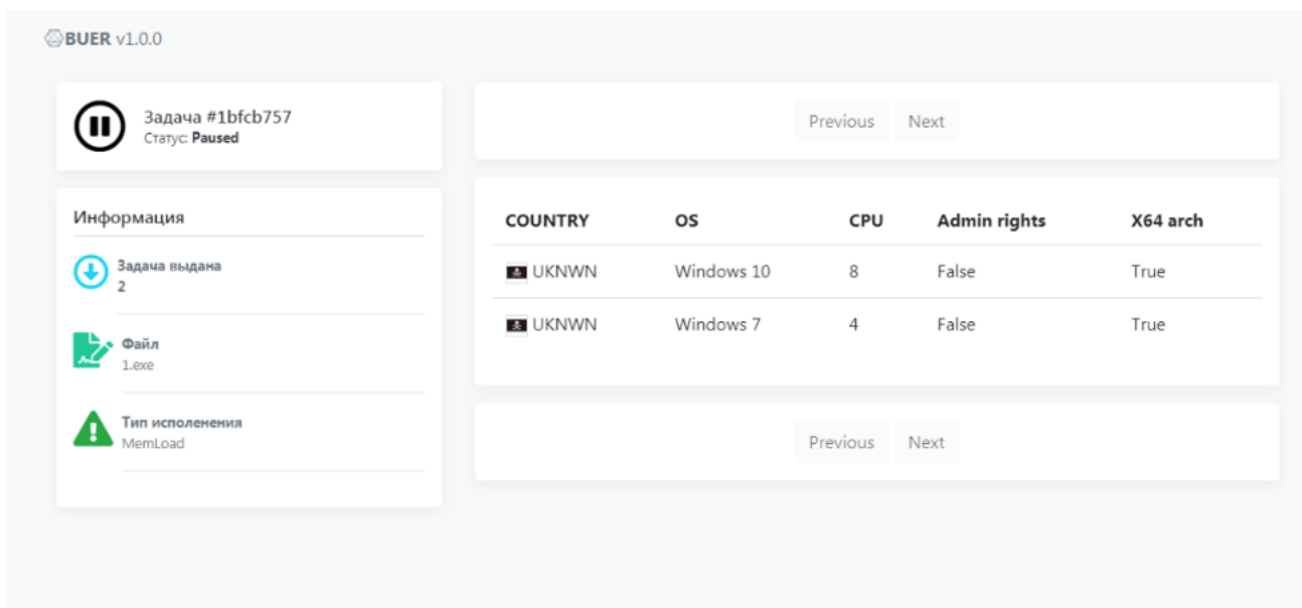 BUER v1.0.0
Задача #1bfcb757
Статус: Paused
Информация
Задача выдана
2
Файл
1.exe
Тип исполенения
MemLoad
Previous Next
COUNTRY OS CPU Admin rights X64 arch
UKNWN Windows 10 8 False True
UKNWN Windows 7 4 False True
Previous Next